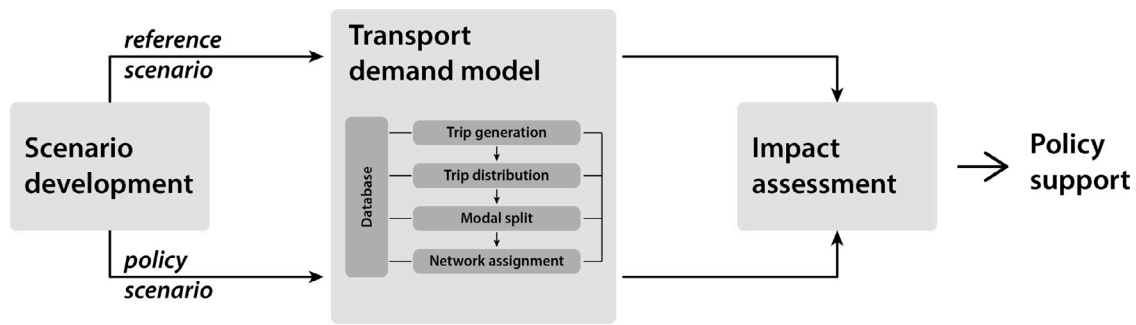 reference
scenario
Scenario
development
policy
scenario
Transport
demand model
Database
Trip generation
Trip distribution
Modal split
Network assignment
Impact
assessment
Policy
support